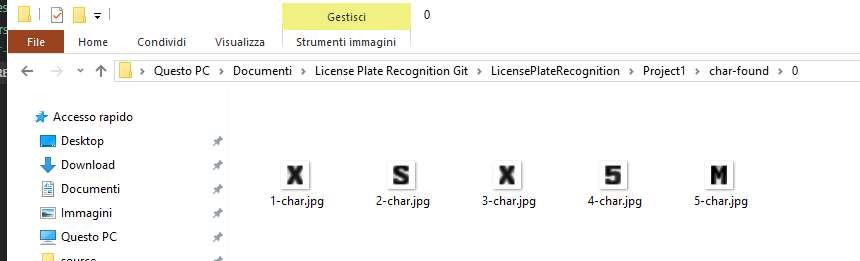 Gestisci
0
File
Home
Condividi
Visualizza
Strumenti immagini
Questo PC > Documenti > License Plate Recognition Git > LicensePlateRecognition > Project1 > char-found > 0
Accesso rapido
Desktop
Download
Documenti
Immagini
Questo PC
source
X S X 5 M
1-char.jpg 2-char.jpg 3-char.jpg 4-char.jpg 5-char.jpg